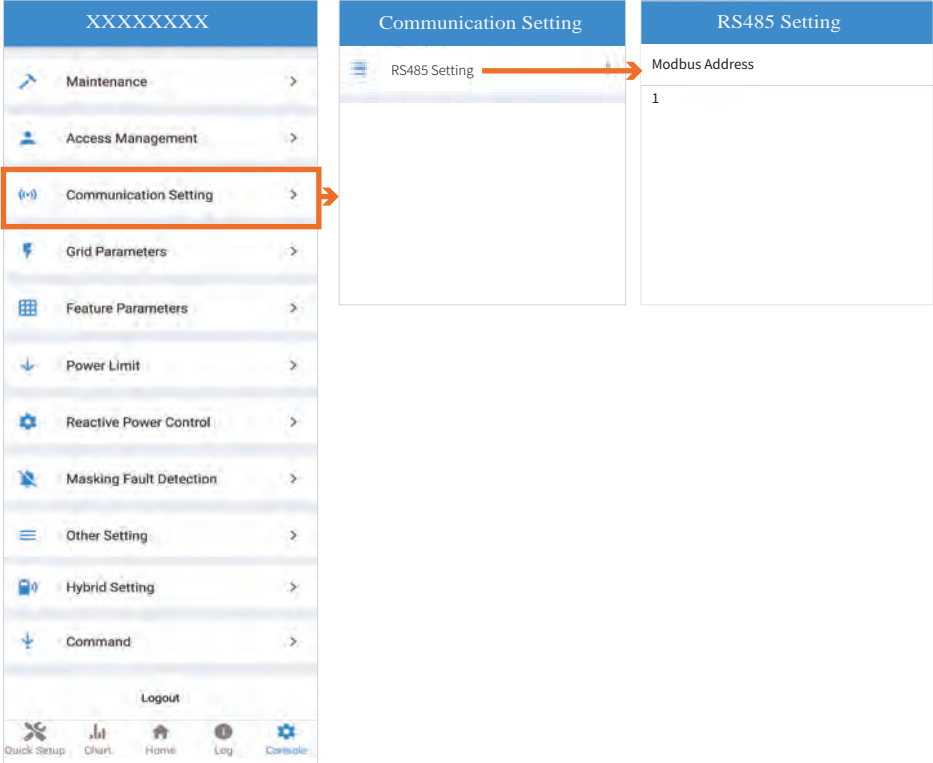 XXXXXXXX
Maintenance
Access Management
Communication Setting
Grid Parameters
Feature Parameters
Power Limit
Reactive Power Control
Masking Fault Detection
Other Setting
Hybrid Setting
Command
Logout
Quick Setup Chart Home Log Console
Communication Setting
RS485 Setting
RS485 Setting
Modbus Address
1